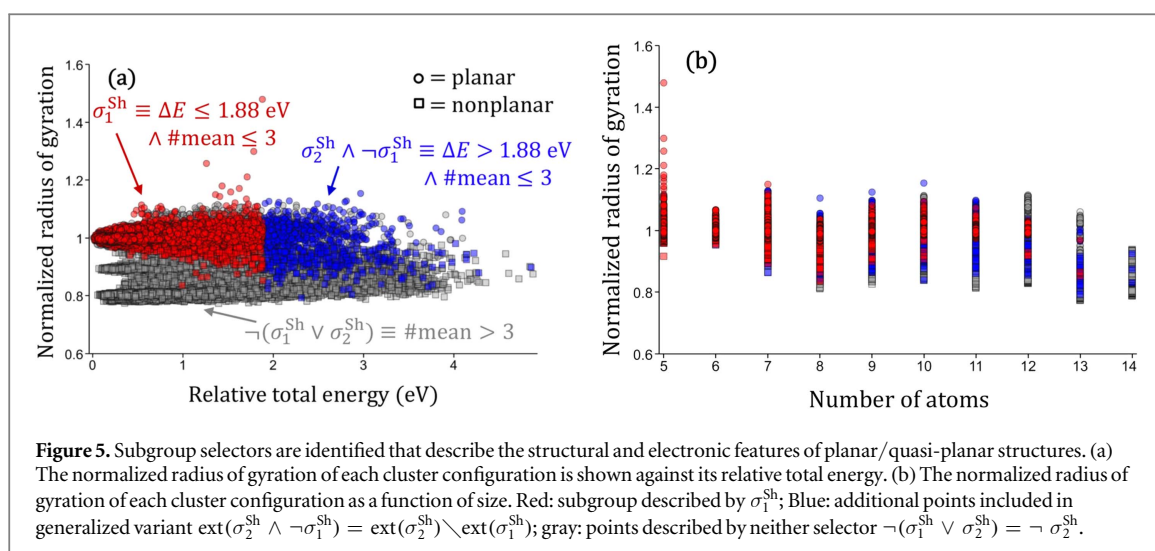 (a)
○ = planar
□ = nonplanar
σ₁^Sh ≡ ΔE ≤ 1.88 eV
∧ #mean ≤ 3
σ₂^Sh ∧ ¬σ₁^Sh ≡ ΔE > 1.88 eV
∧ #mean ≤ 3
¬(σ₁^Sh ∨ σ₂^Sh) ≡ #mean > 3
Normalized radius of gyration
1.6
1.4
1.2
1
0.8
0.6
0 1 2 3 4
Relative total energy (eV)
(b)
Normalized radius of gyration
1.6
1.4
1.2
1
0.8
0.6
5 6 7 8 9 10 11 12 13 14
Number of atoms
Figure 5. Subgroup selectors are identified that describe the structural and electronic features of planar/quasi-planar structures. (a)
The normalized radius of gyration of each cluster configuration is shown against its relative total energy. (b) The normalized radius of
gyration of each cluster configuration as a function of size. Red: subgroup described by σ₁^Sh; Blue: additional points included in
generalized variant ext(σ₂^Sh ∧ ¬σ₁^Sh) = ext(σ₂^Sh)\ext(σ₁^Sh); gray: points described by neither selector ¬(σ₁^Sh ∨ σ₂^Sh) = ¬ σ₂^Sh.